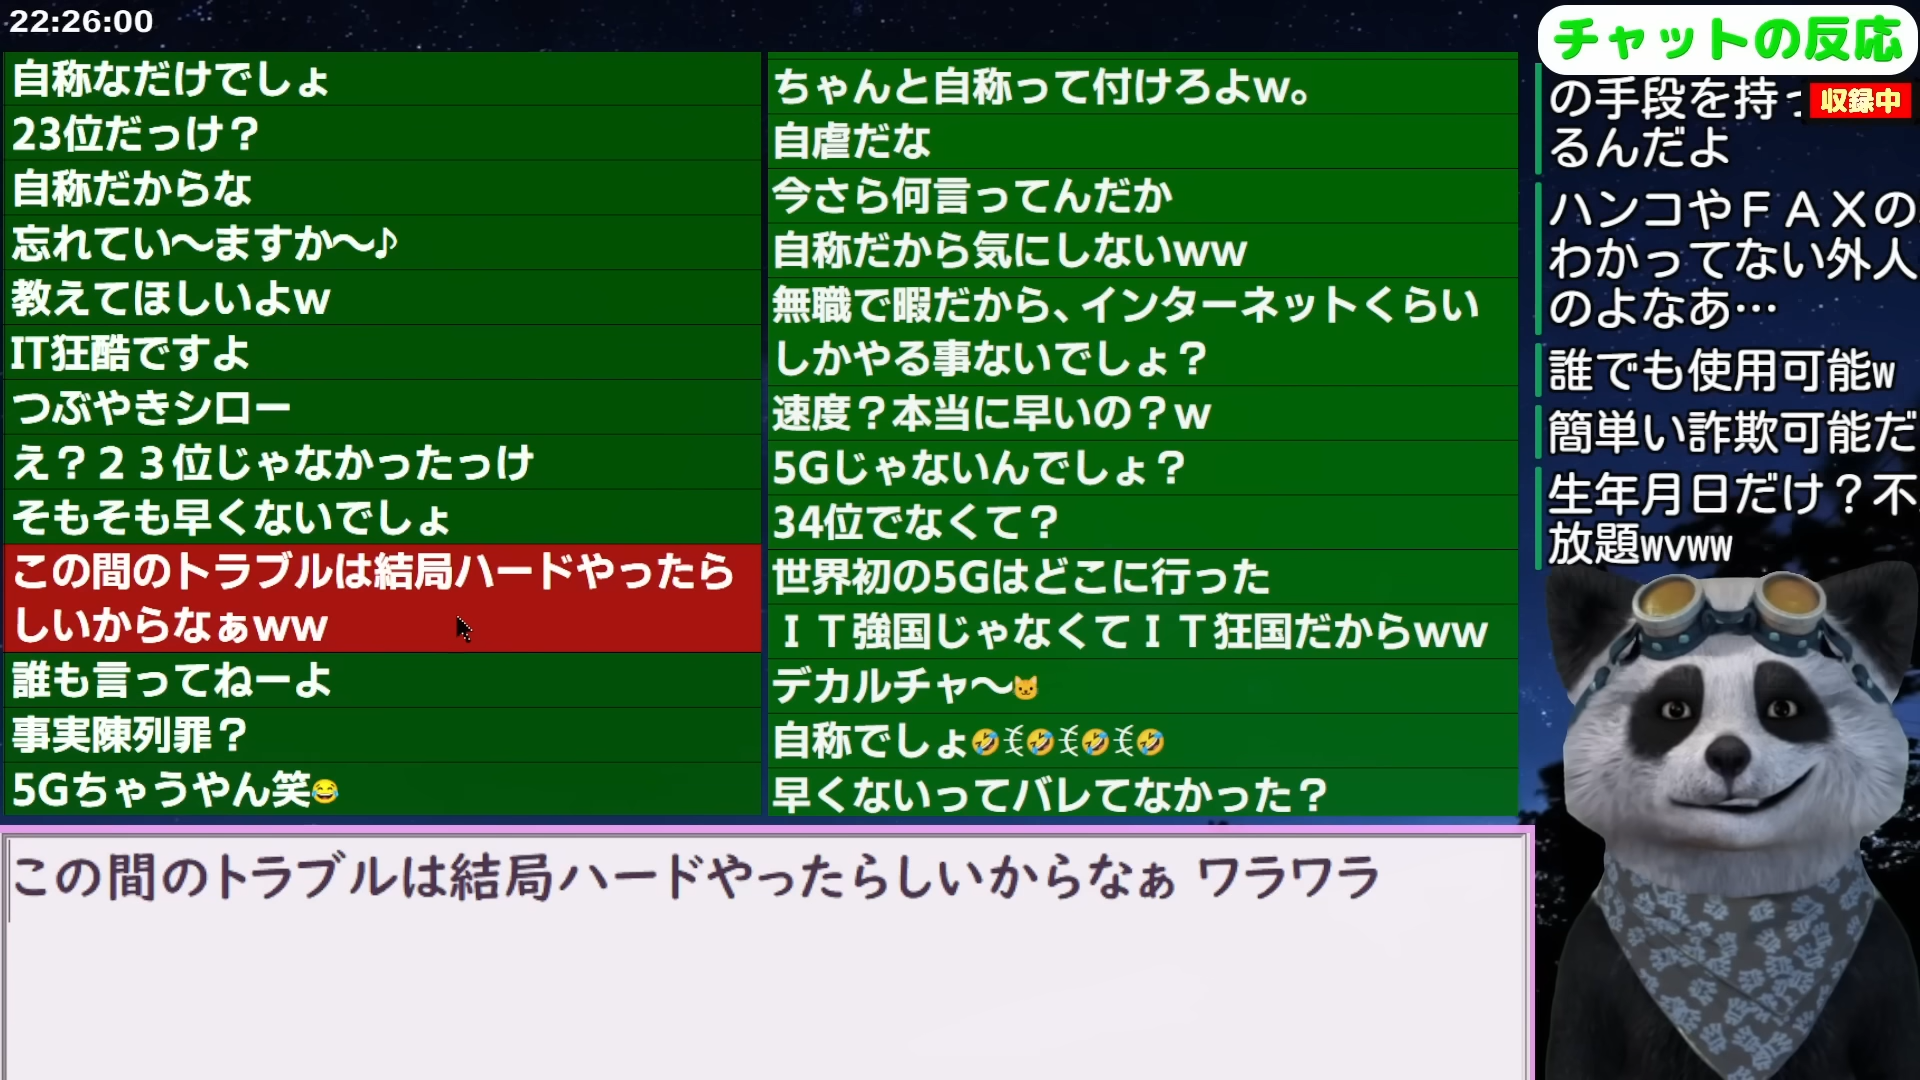 22:26:00
自称なだけでしょ
23位だっけ？
自称だからな
忘れてい〜ますか〜♪
教えてほしいよw
IT狂酷ですよ
つぶやきシロー
え？２３位じゃなかったっけ
そもそも早くないでしょ
この間のトラブルは結局ハードやったら
しいからなぁww
誰も言ってねーよ
事実陳列罪？
5Gちゃうやん笑😂
ちゃんと自称って付けろよw。
自虐だな
今さら何言ってんだか
自称だから気にしないww
無職で暇だから、インターネットくらい
しかやる事ないでしょ？
速度？本当に早いの？w
5Gじゃないんでしょ？
34位でなくて？
世界初の5Gはどこに行った
ＩＴ強国じゃなくてＩＴ狂国だからww
デカルチャ〜🐱
自称でしょ🤣ミ🤣ミ🤣ミ🤣
早くないってバレてなかった？
チャットの反応
収録中
の手段を持っ
るんだよ
ハンコやＦＡＸの
わかってない外人
のよなあ…
誰でも使用可能w
簡単い詐欺可能だ
生年月日だけ？不
放題wvww
この間のトラブルは結局ハードやったらしいからなぁ ワラワラ